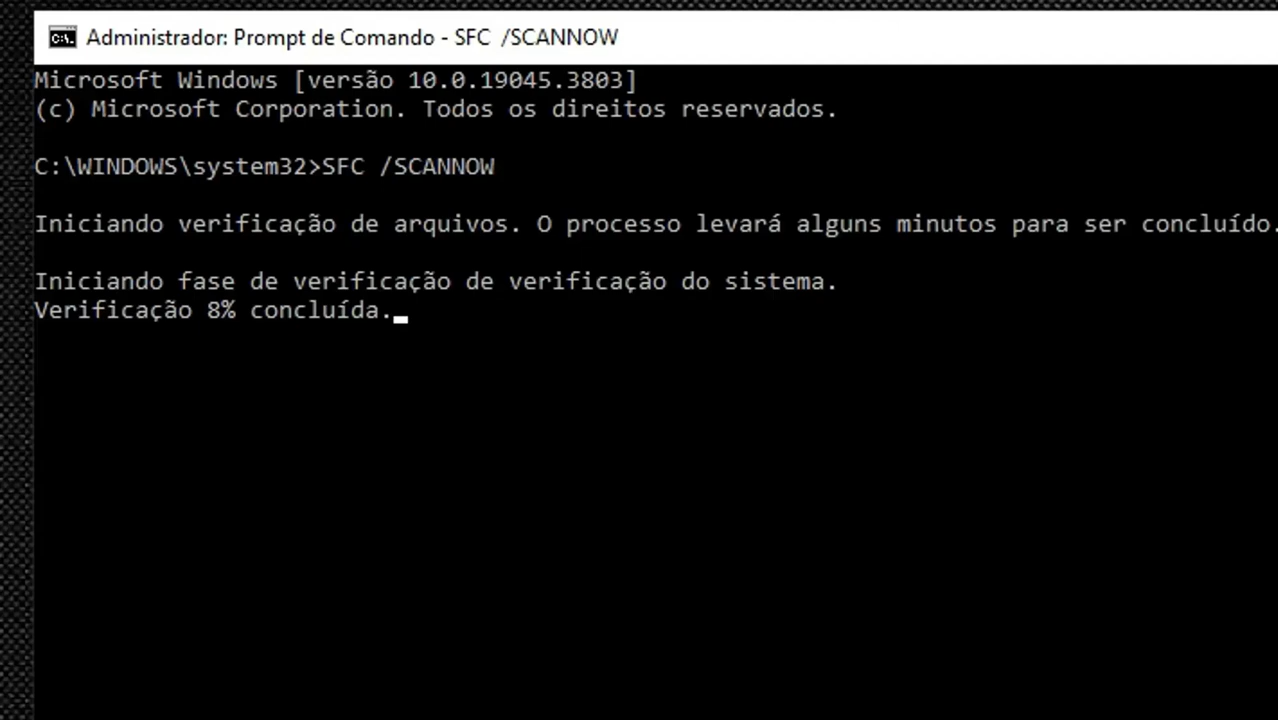 Administrador: Prompt de Comando - SFC /SCANNOW
Microsoft Windows [versão 10.0.19045.3803]
(c) Microsoft Corporation. Todos os direitos reservados.
C:\WINDOWS\system32>SFC /SCANNOW
Iniciando verificação de arquivos. O processo levará alguns minutos para ser concluído.
Iniciando fase de verificação de verificação do sistema.
Verificação 8% concluída.